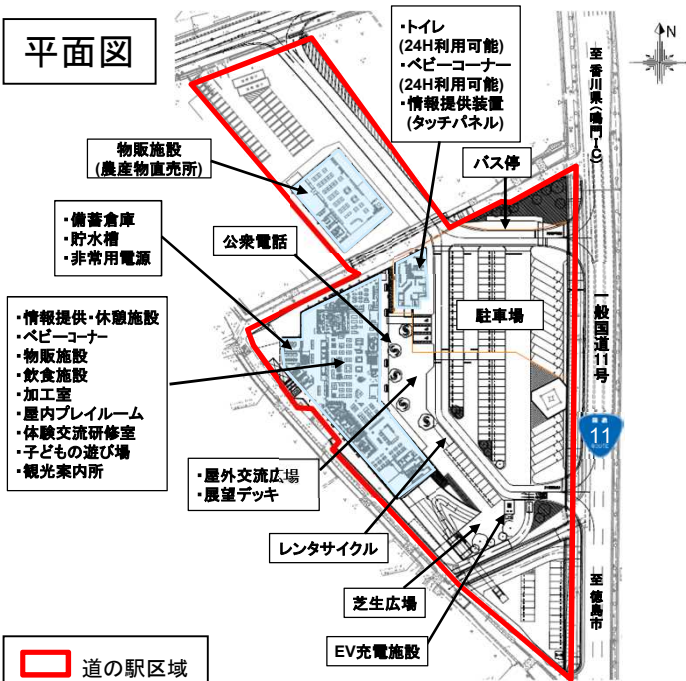 平面図
・トイレ
(24H利用可能)
・ベビーコーナー
(24H利用可能)
・情報提供装置
(タッチパネル)
N
至 香川県(鳴門I・C)
物販施設
(農産物直売所)
バス停
・備蓄倉庫
・貯水槽
・非常用電源
公衆電話
駐車場
一般国道11号
・情報提供・休憩施設
・ベビーコーナー
・物販施設
・飲食施設
・加工室
・屋内プレイルーム
・体験交流研修室
・子どもの遊び場
・観光案内所
国道
11
ROUTE
・屋外交流広場
・展望デッキ
レンタサイクル
芝生広場
至 徳島市
EV充電施設
道の駅区域